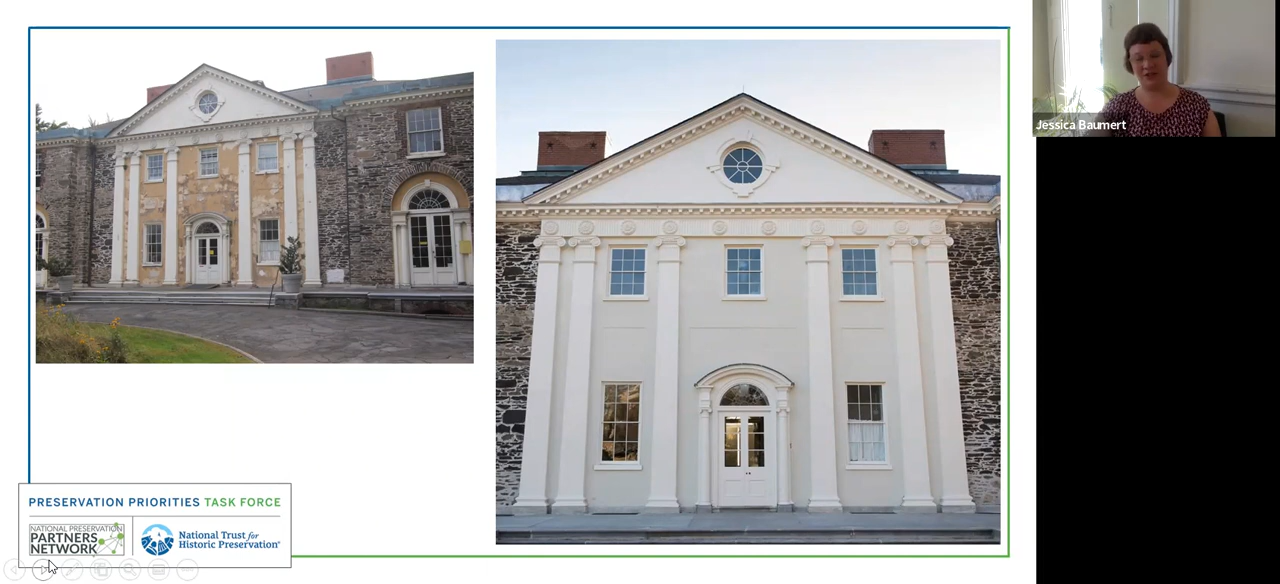 Jessica Baumert
PRESERVATION PRIORITIES TASK FORCE
NATIONAL PRESERVATION
PARTNERS
NETWORK
National Trust for
Historic Preservation®